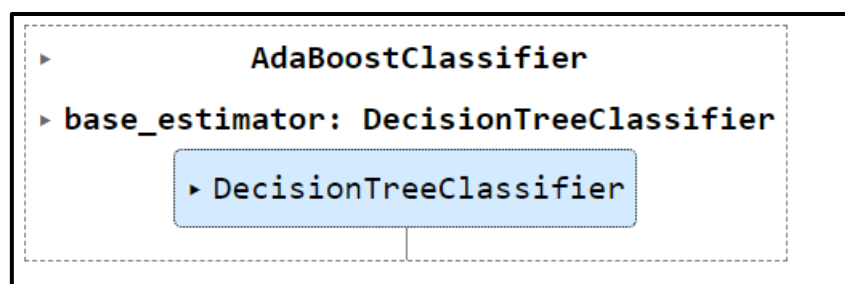 AdaBoostClassifier
base_estimator: DecisionTreeClassifier
DecisionTreeClassifier